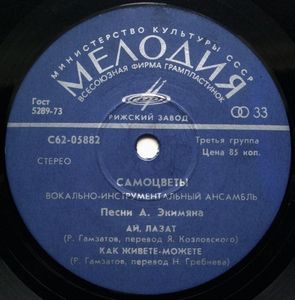 МИНИСТЕРСТВО КУЛЬТУРЫ СССР
МЕЛОДИЯ
ВСЕСОЮЗНАЯ ФИРМА ГРАМПЛАСТИНОК
Гост
5289-73
33
РИЖСКИЙ ЗАВОД
С62-05882
Третья группа
Цена 85 коп.
СТЕРЕО
САМОЦВЕТЫ
ВОКАЛЬНО-ИНСТРУМЕНТАЛЬНЫЙ АНСАМБЛЬ
Песни А. Экимяна
АЙ, ЛАЗАТ
(Р. Гамзатов, перевод Я. Козловского)
КАК ЖИВЕТЕ-МОЖЕТЕ
(Р. Гамзатов, перевод Н. Гребнева)